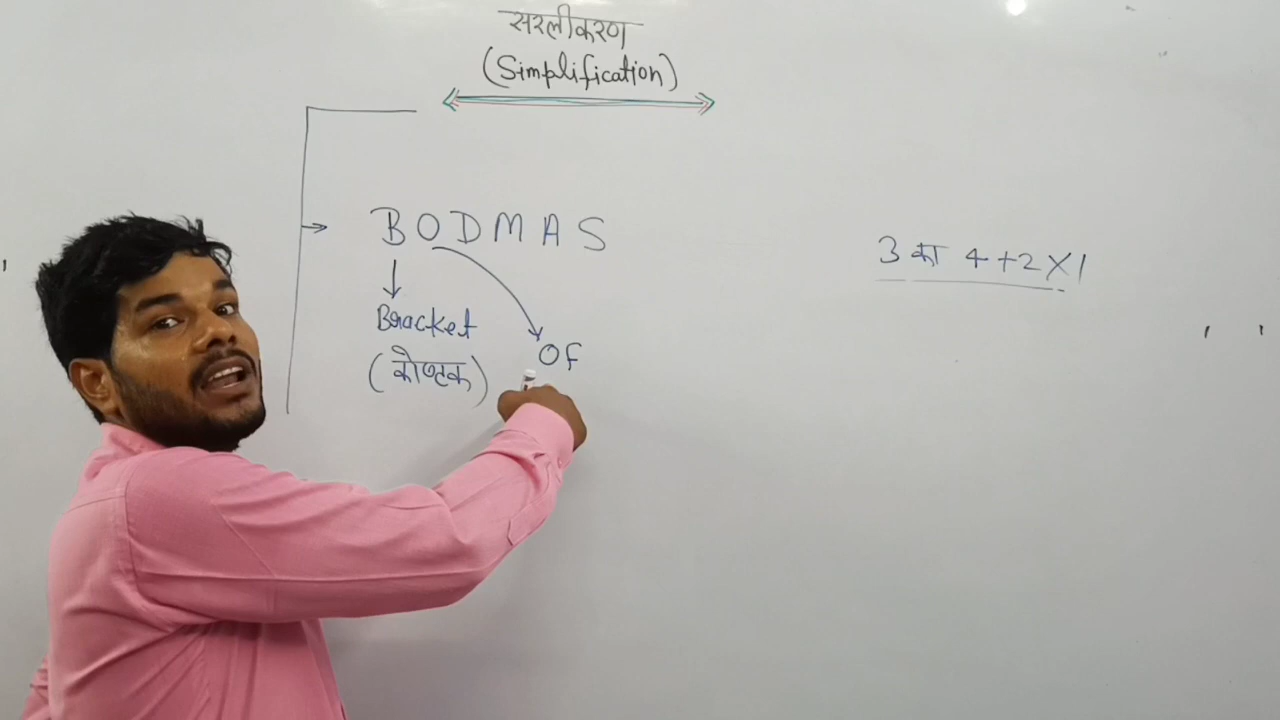 सरलीकरण
(Simplification)
BODMAS
3 का 4+2×1
Bracket
Of
(कोष्ठक)